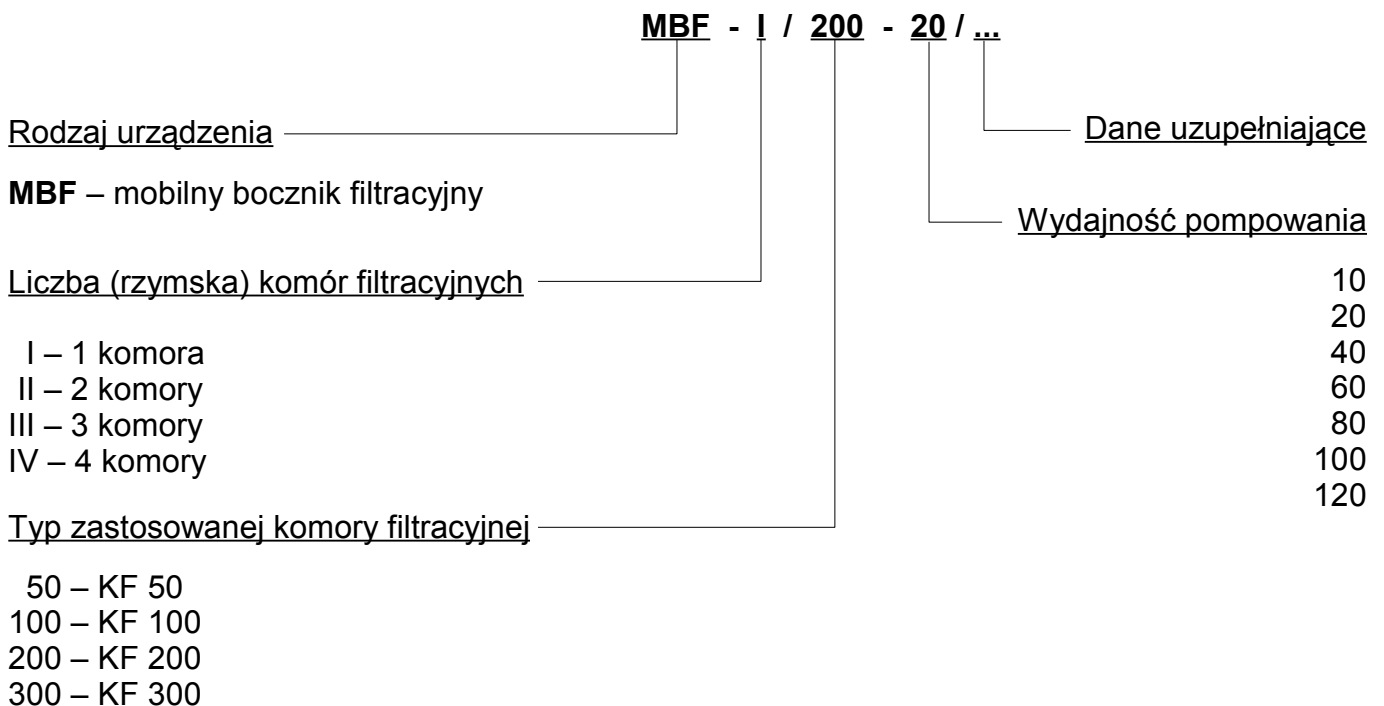 MBF - I / 200 - 20 / ...
Rodzaj urządzenia
MBF – mobilny bocznik filtracyjny
Liczba (rzymska) komór filtracyjnych
I – 1 komora
II – 2 komory
III – 3 komory
IV – 4 komory
Typ zastosowanej komory filtracyjnej
50 – KF 50
100 – KF 100
200 – KF 200
300 – KF 300
Dane uzupełniające
Wydajność pompowania
10
20
40
60
80
100
120